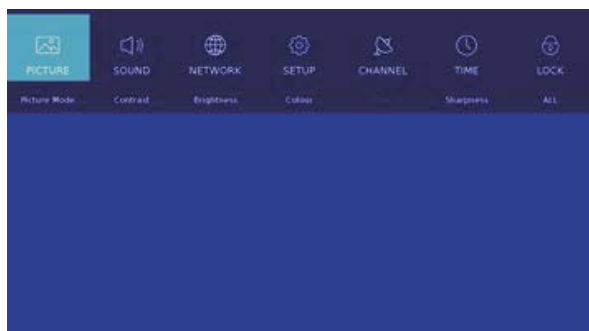 PICTURE SOUND NETWORK SETUP CHANNEL TIME LOCK
Picture Mode Contrast Brightness Colour Sharpness ALL